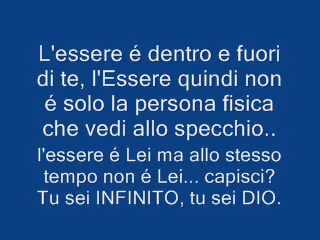 L'essere é dentro e fuori
di te, l'Essere quindi non
é solo la persona fisica
che vedi allo specchio..
l'essere é Lei ma allo stesso
tempo non é Lei... capisci?
Tu sei INFINITO, tu sei DIO.